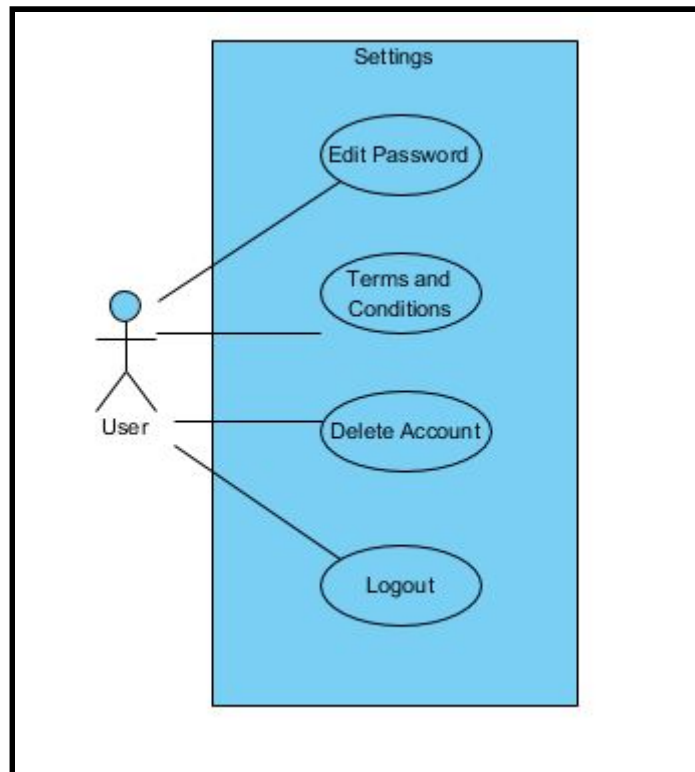 Settings
Edit Password
Terms and
Conditions
User
Delete Account
Logout